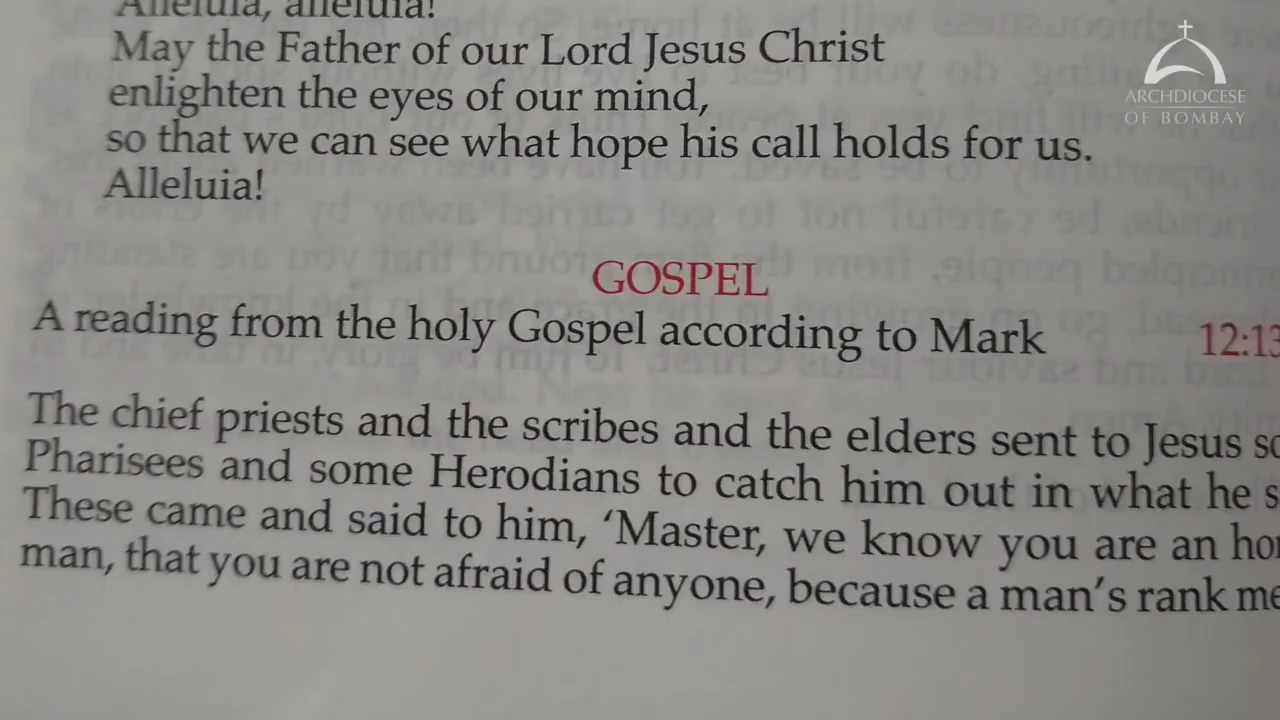 Alleluia, alleluia!
May the Father of our Lord Jesus Christ
enlighten the eyes of our mind,
so that we can see what hope his call holds for us.
Alleluia!
GOSPEL
A reading from the holy Gospel according to Mark 12:13
The chief priests and the scribes and the elders sent to Jesus
Pharisees and some Herodians to catch him out in what he
These came and said to him, ‘Master, we know you are an
man, that you are not afraid of anyone, because a man’s rank
ARCHDIOCESE
OF BOMBAY